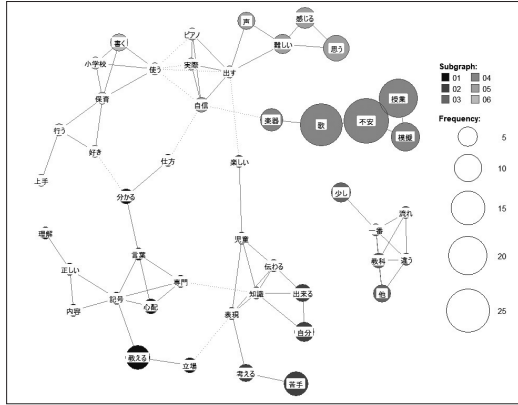 ピアノ
声
感じる
書く
難しい
思う
小学校
使う
実際
出す
保育
自信
楽器
歌
不安
授業
模擬
行う
好き
仕方
楽しい
上手
分かる
少し
流れ
一番
理解
児童
教科
違う
言葉
伝わる
正しい
専門
知識
出来る
他
内容
記号
心配
表現
自分
教える
立場
考える
苦手
Subgraph:
01 04
02 05
03 06
Frequency:
5
10
15
20
25